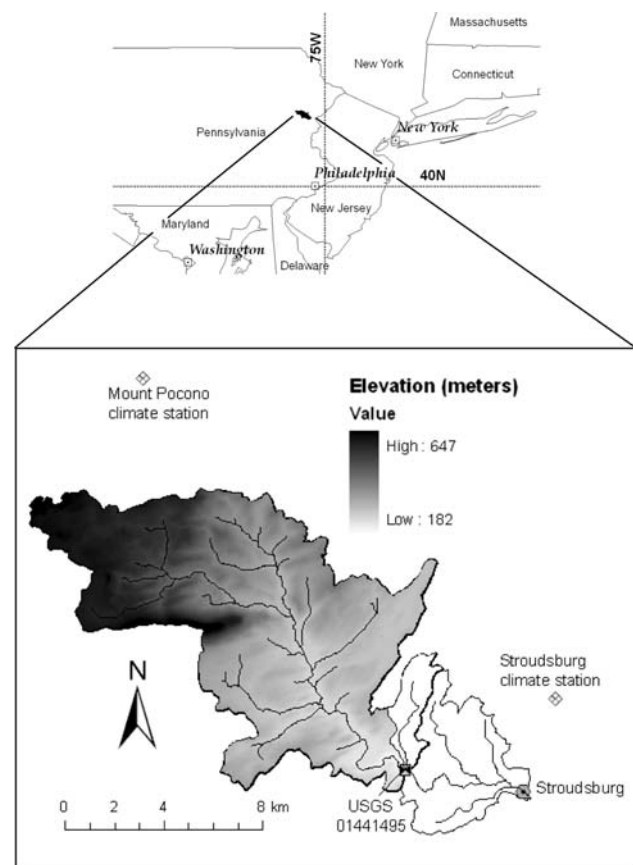 Massachusetts
75W
New York
Connecticut
Pennsylvania
New York
Philadelphia
40N
New Jersey
Maryland
Washington
Delaware
Mount Pocono
climate station
Elevation (meters)
Value
High : 647
Low : 182
N
Stroudsburg
climate station
0 2 4 8 km
USGS
01441495
Stroudsburg